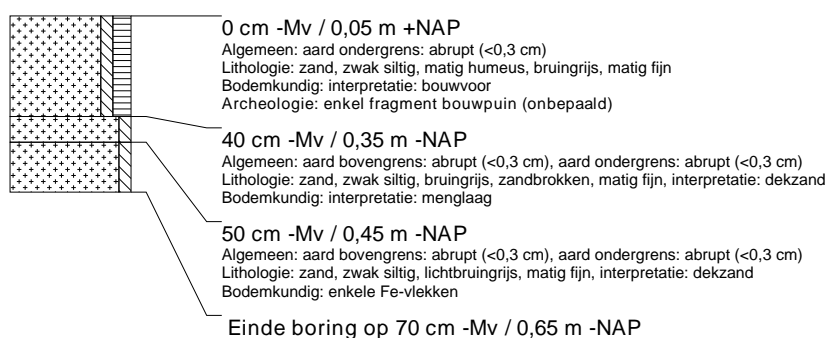 0 cm -Mv / 0,05 m +NAP
Algemeen: aard ondergrens: abrupt (<0,3 cm)
Lithologie: zand, zwak siltig, matig humeus, bruingrijs, matig fijn
Bodemkundig: interpretatie: bouwvoor
Archeologie: enkel fragment bouwpuin (onbepaald)
40 cm -Mv / 0,35 m -NAP
Algemeen: aard bovengrens: abrupt (<0,3 cm), aard ondergrens: abrupt (<0,3 cm)
Lithologie: zand, zwak siltig, bruingrijs, zandbrokken, matig fijn, interpretatie: dekzand
Bodemkundig: interpretatie: menglaag
50 cm -Mv / 0,45 m -NAP
Algemeen: aard bovengrens: abrupt (<0,3 cm), aard ondergrens: abrupt (<0,3 cm)
Lithologie: zand, zwak siltig, lichtbruingrijs, matig fijn, interpretatie: dekzand
Bodemkundig: enkele Fe-vlekken
Einde boring op 70 cm -Mv / 0,65 m -NAP